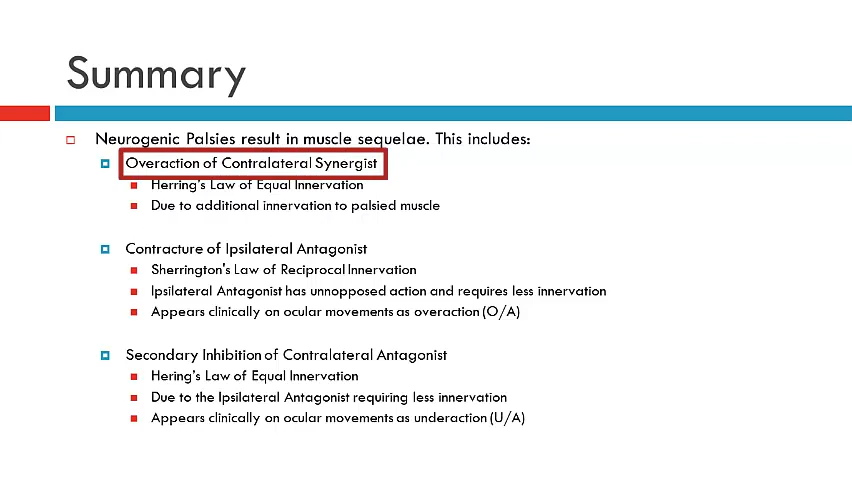 Summary
Neurogenic Palsies result in muscle sequelae. This includes:
Overaction of Contralateral Synergist
Herring's Law of Equal Innervation
Due to additional innervation to palsied muscle
Contracture of Ipsilateral Antagonist
Sherrington's Law of Reciprocal Innervation
Ipsilateral Antagonist has unnopposed action and requires less innervation
Appears clinically on ocular movements as overaction (O/A)
Secondary Inhibition of Contralateral Antagonist
Hering's Law of Equal Innervation
Due to the Ipsilateral Antagonist requiring less innervation
Appears clinically on ocular movements as underaction (U/A)